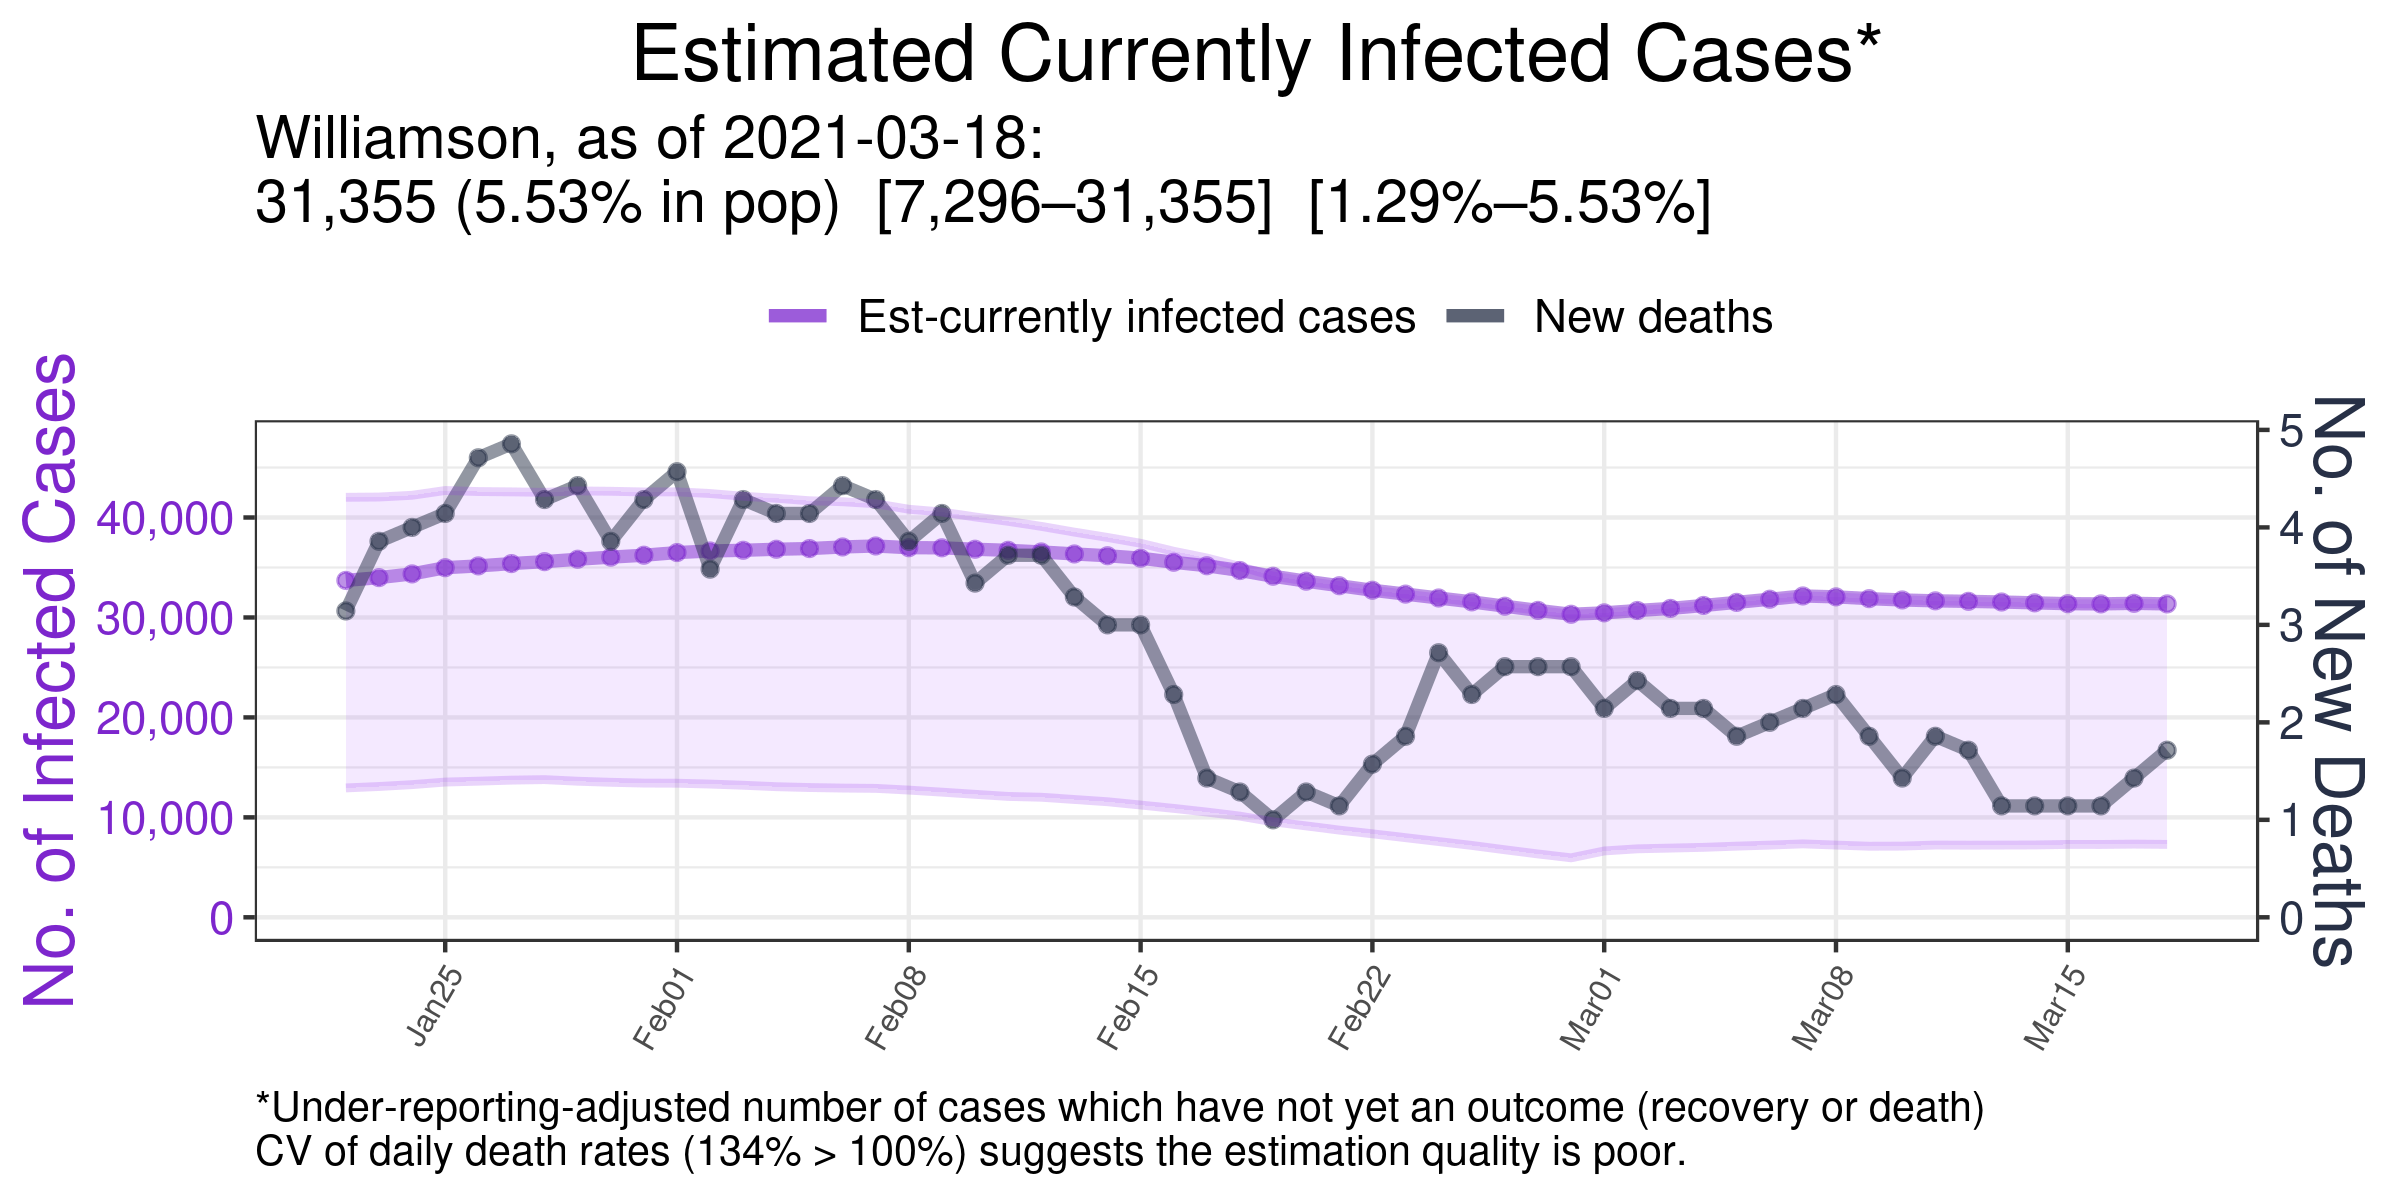 Estimated Currently Infected Cases*
Williamson, as of 2021-03-18:
31,355 (5.53% in pop)  [7,296–31,355]  [1.29%–5.53%]
Est-currently infected cases
New deaths
No. of Infected Cases
40,000
30,000
20,000
10,000
0
5
4
3
2
1
0
No. of New Deaths
Jan25
Feb01
Feb08
Feb15
Feb22
Mar01
Mar08
Mar15
*Under-reporting-adjusted number of cases which have not yet an outcome (recovery or death)
CV of daily death rates (134% > 100%) suggests the estimation quality is poor.